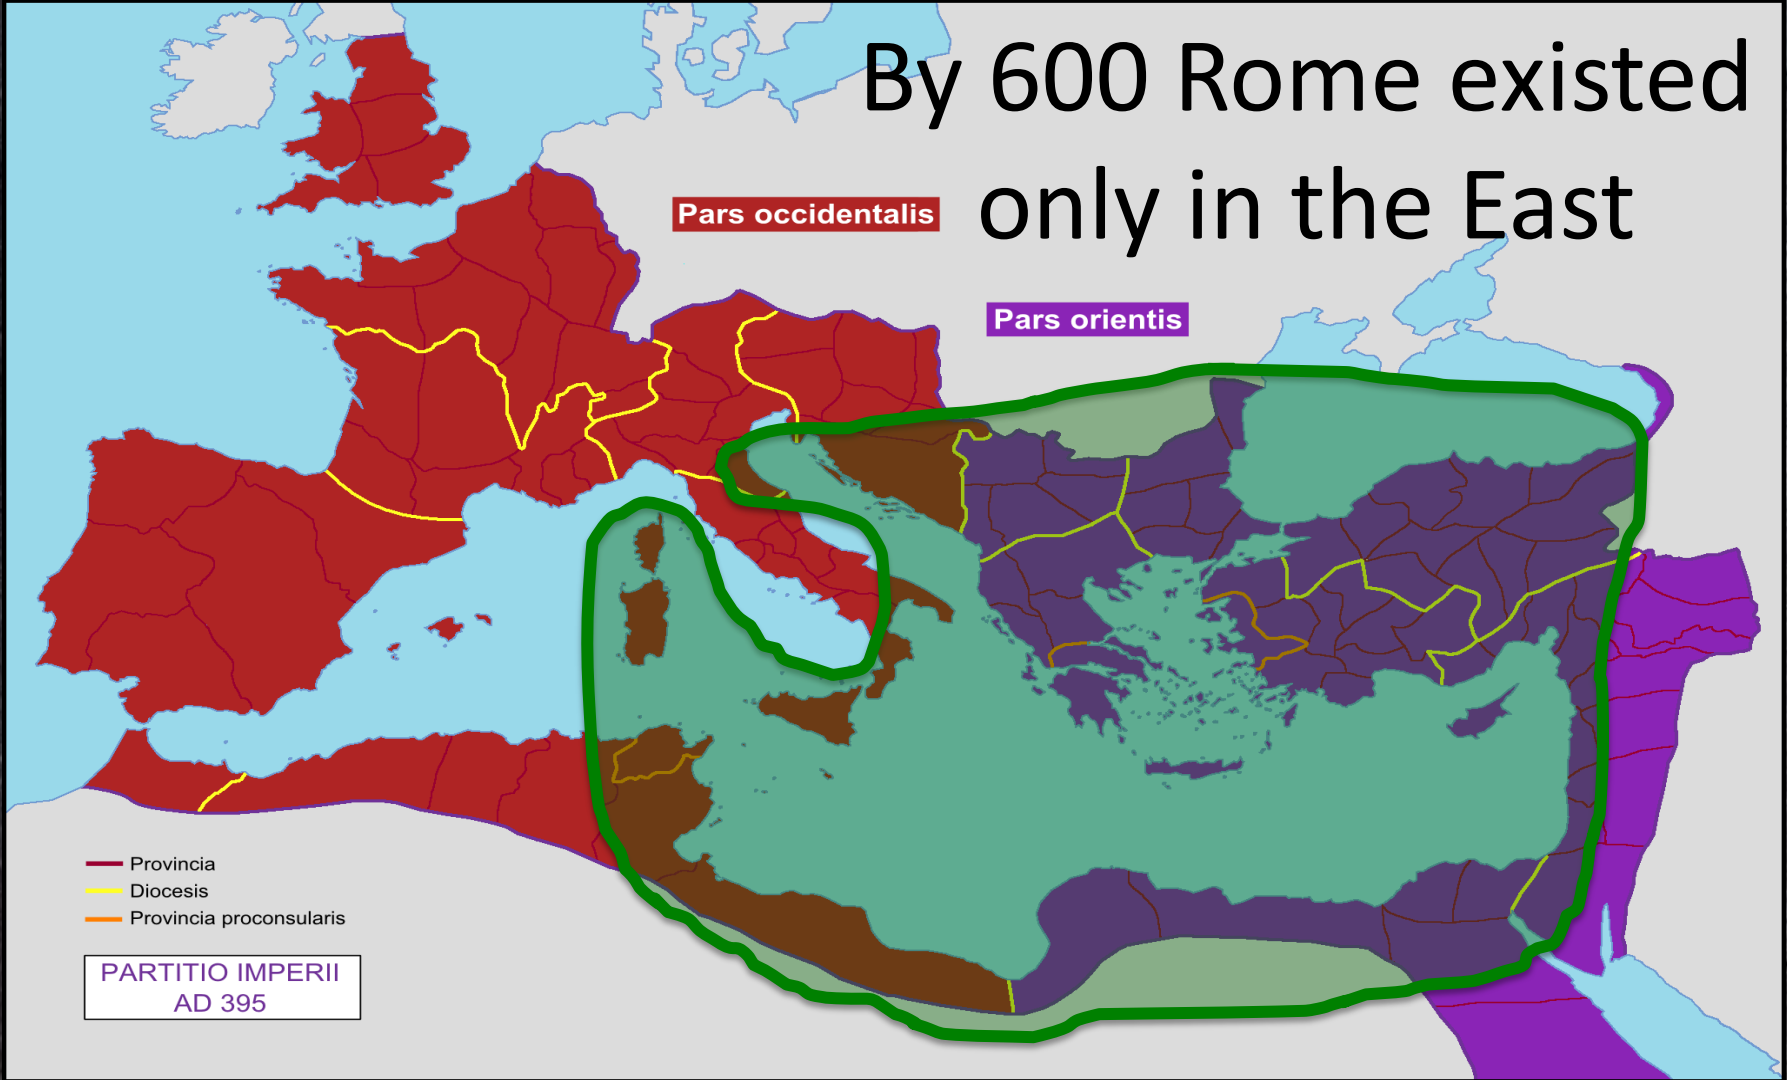 By 600 Rome existed
only in the East
Pars occidentalis
Pars orientis
Provincia
Diocesis
Provincia proconsularis
PARTITIO IMPERII
AD 395